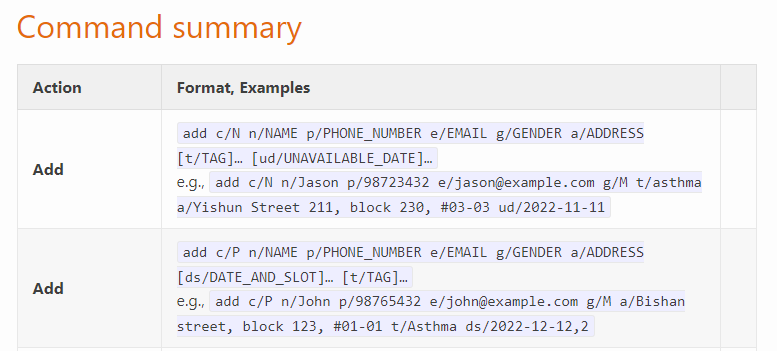 Command summary
Action
Format, Examples
Add
add c/N n/NAME p/PHONE_NUMBER e/EMAIL g/GENDER a/ADDRESS
[t/TAG]… [ud/UNAVAILABLE_DATE]…
e.g., add c/N n/Jason p/98723432 e/jason@example.com g/M t/asthma
a/Yishun Street 211, block 230, #03-03 ud/2022-11-11
Add
add c/P n/NAME p/PHONE_NUMBER e/EMAIL g/GENDER a/ADDRESS
[ds/DATE_AND_SLOT]… [t/TAG]…
e.g., add c/P n/John p/98765432 e/john@example.com g/M a/Bishan
street, block 123, #01-01 t/Asthma ds/2022-12-12,2